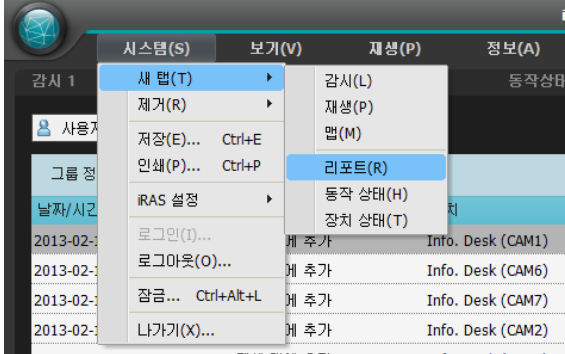 시스템(S) 보기(V) 재생(P) 정보(A)
감시 1 동작상태
새 탭(T)
제거(R)
저장(E)... Ctrl+E
인쇄(P)... Ctrl+P
iRAS 설정
로그인(I)...
로그아웃(O)...
잠금... Ctrl+Alt+L
나가기(X)...
감시(L)
재생(P)
맵(M)
리포트(R)
동작 상태(H)
장치 상태(T)
사용자
그룹 정
날짜/시간 치
2013-02-1 에 추가 Info. Desk (CAM1)
2013-02-1 에 추가 Info. Desk (CAM6)
2013-02-1 에 추가 Info. Desk (CAM7)
2013-02-1 에 추가 Info. Desk (CAM2)